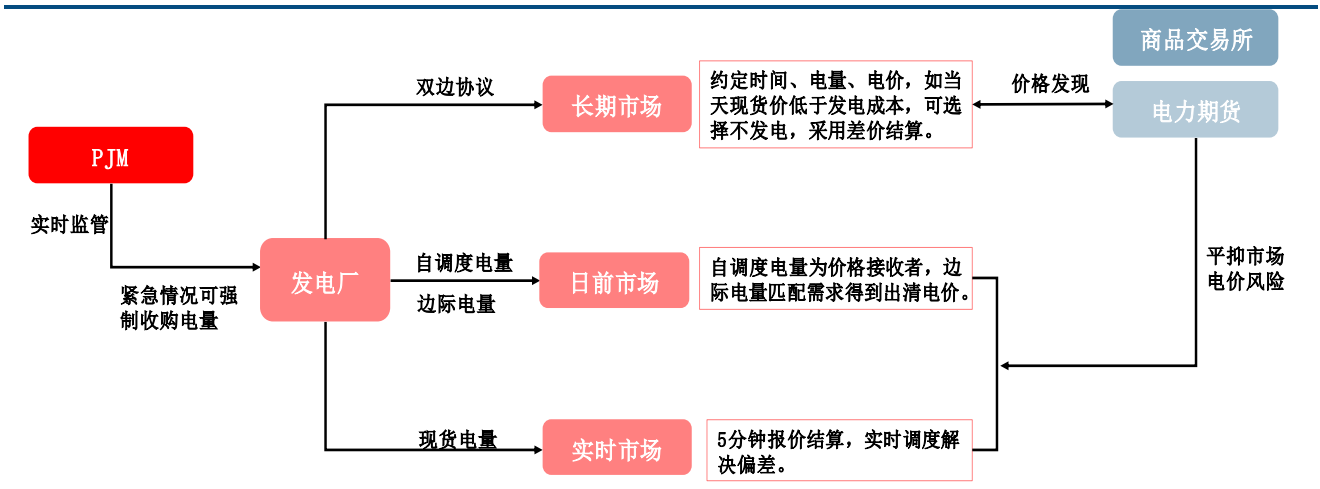 商品交易所
双边协议
长期市场
约定时间、电量、电价，如当
天现货价低于发电成本，可选
择不发电，采用差价结算。
价格发现
电力期货
PJM
实时监管
紧急情况可强
制收购电量
发电厂
自调度电量
边际电量
日前市场
自调度电量为价格接收者，边
际电量匹配需求得到出清电价。
平抑市场
电价风险
现货电量
实时市场
5分钟报价结算，实时调度解
决偏差。